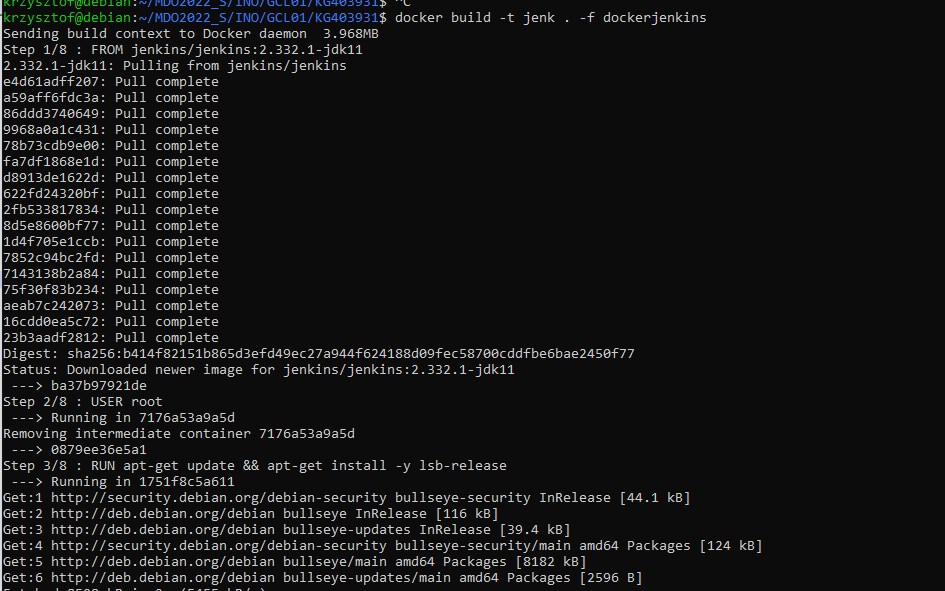 krzysztof@debian:~/MDO2022_S/INO/GCL01/KG403931$ ^C
krzysztof@debian:~/MDO2022_S/INO/GCL01/KG403931$ docker build -t jenk . -f dockerjenkins
Sending build context to Docker daemon  3.968MB
Step 1/8 : FROM jenkins/jenkins:2.332.1-jdk11
2.332.1-jdk11: Pulling from jenkins/jenkins
e4d61adff207: Pull complete
a59aff6fdc3a: Pull complete
86ddd3740649: Pull complete
9968a0a1c431: Pull complete
78b73cdb9e00: Pull complete
fa7df1868e1d: Pull complete
d8913de1622d: Pull complete
622fd24320bf: Pull complete
2fb533817834: Pull complete
8d5e8600bf77: Pull complete
1d4f705e1ccb: Pull complete
7852c94bc2fd: Pull complete
7143138b2a84: Pull complete
75f30f83b234: Pull complete
aeab7c242073: Pull complete
16cdd0ea5c72: Pull complete
23b3aadf2812: Pull complete
Digest: sha256:b414f82151b865d3efd49ec27a944f624188d09fec58700cddfbe6bae2450f77
Status: Downloaded newer image for jenkins/jenkins:2.332.1-jdk11
 ---> ba37b97921de
Step 2/8 : USER root
 ---> Running in 7176a53a9a5d
Removing intermediate container 7176a53a9a5d
 ---> 0879ee36e5a1
Step 3/8 : RUN apt-get update && apt-get install -y lsb-release
 ---> Running in 1751f8c5a611
Get:1 http://security.debian.org/debian-security bullseye-security InRelease [44.1 kB]
Get:2 http://deb.debian.org/debian bullseye InRelease [116 kB]
Get:3 http://deb.debian.org/debian bullseye-updates InRelease [39.4 kB]
Get:4 http://security.debian.org/debian-security bullseye-security/main amd64 Packages [124 kB]
Get:5 http://deb.debian.org/debian bullseye/main amd64 Packages [8182 kB]
Get:6 http://deb.debian.org/debian bullseye-updates/main amd64 Packages [2596 B]